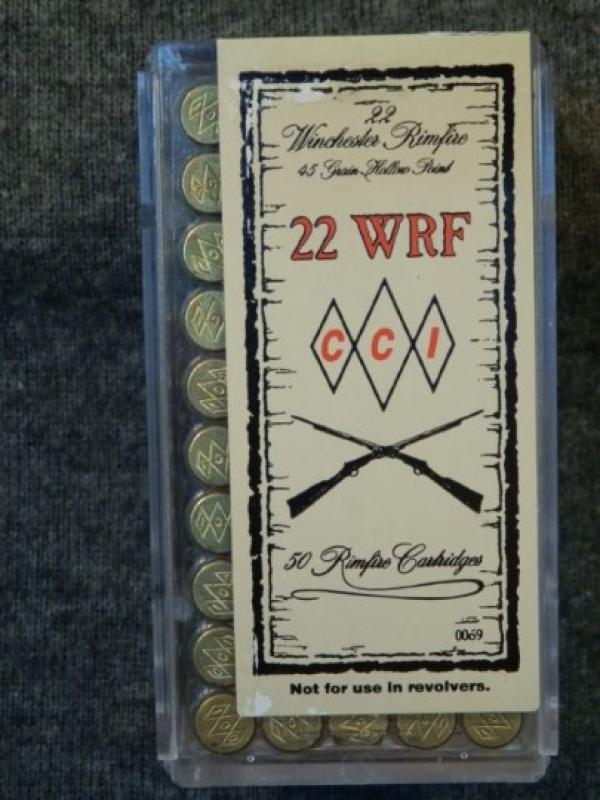 22
Winchester Rimfire
45 Grain Hollow Point
22 WRF
CCI
50 Rimfire Cartridges
0069
Not for use in revolvers.